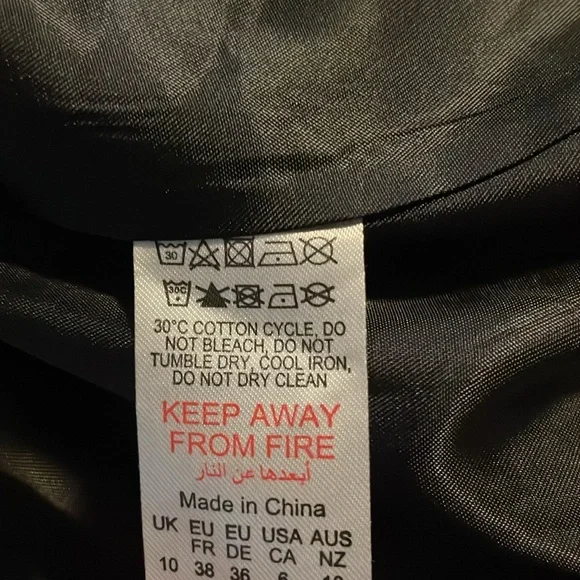 30
30C
30°C COTTON CYCLE, DO
NOT BLEACH, DO NOT
TUMBLE DRY, COOL IRON,
DO NOT DRY CLEAN
KEEP AWAY
FROM FIRE
أبعدها عن النار
Made in China
UK EU EU USA AUS
FR DE CA NZ
10 38 36 6